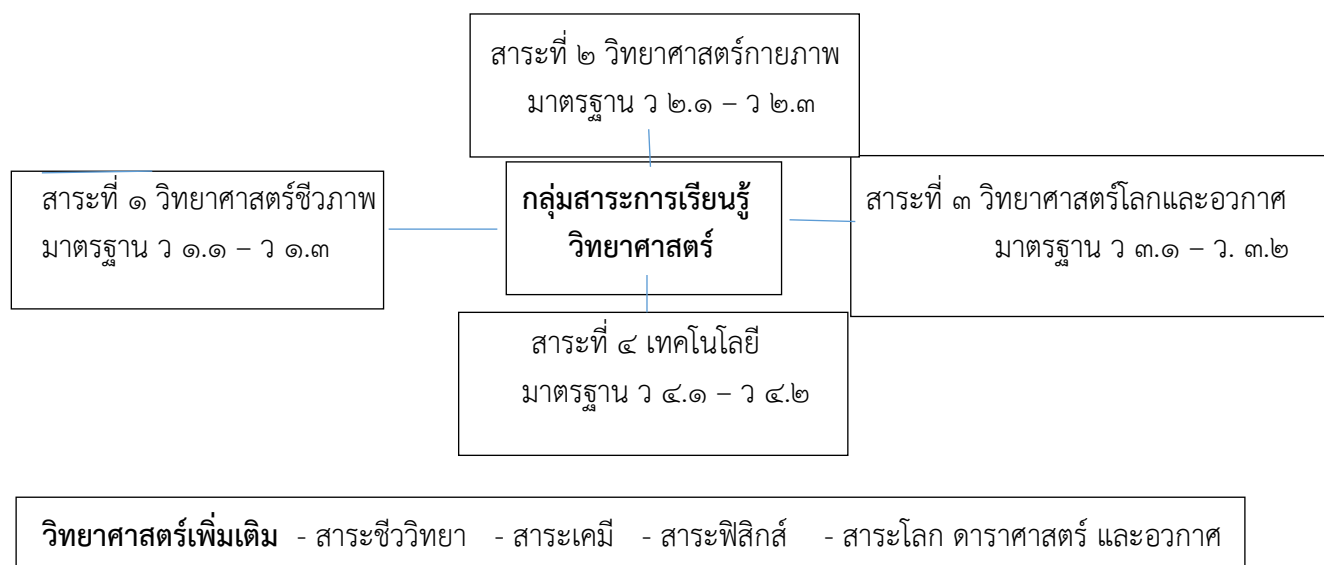 สาระที่ ๒ วิทยาศาสตร์กายภาพ
มาตรฐาน ว ๒.๑ – ว ๒.๓
สาระที่ ๑ วิทยาศาสตร์ชีวภาพ
มาตรฐาน ว ๑.๑ – ว ๑.๓
กลุ่มสาระการเรียนรู้
วิทยาศาสตร์
สาระที่ ๓ วิทยาศาสตร์โลกและอวกาศ
มาตรฐาน ว ๓.๑ – ว. ๓.๒
สาระที่ ๔ เทคโนโลยี
มาตรฐาน ว ๔.๑ – ว ๔.๒
วิทยาศาสตร์เพิ่มเติม - สาระชีววิทยา - สาระเคมี - สาระฟิสิกส์ - สาระโลก ดาราศาสตร์ และอวกาศ